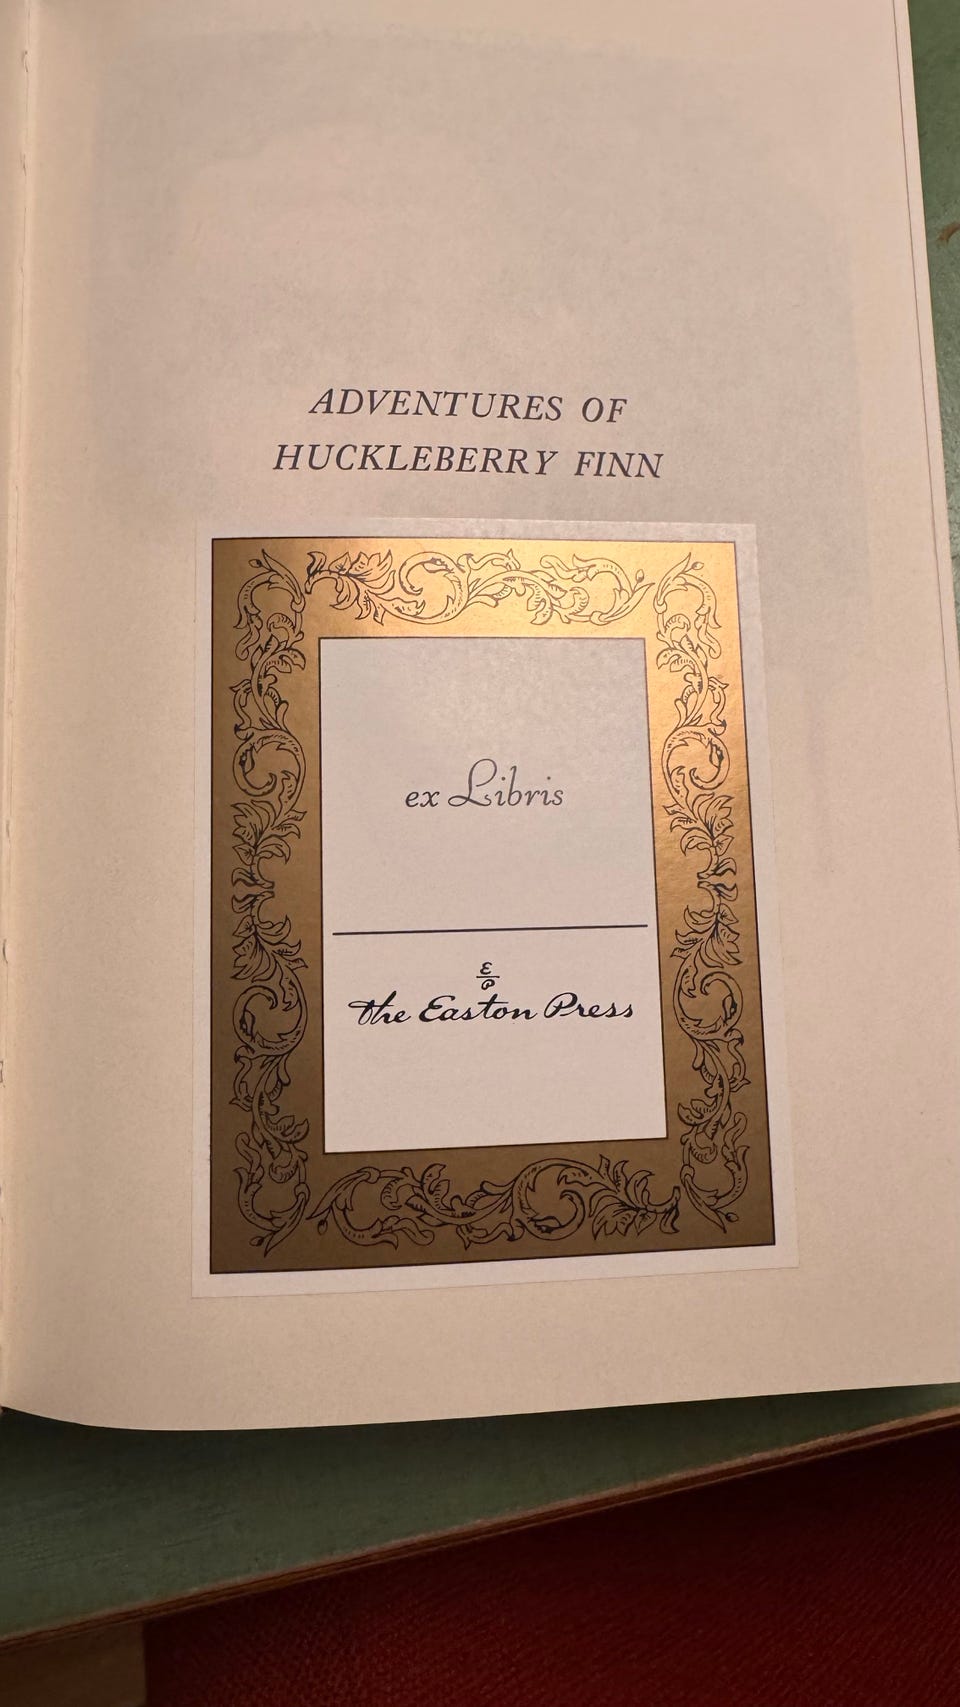 ADVENTURES OF
HUCKLEBERRY FINN
ex Libris
E
P
the Easton Press